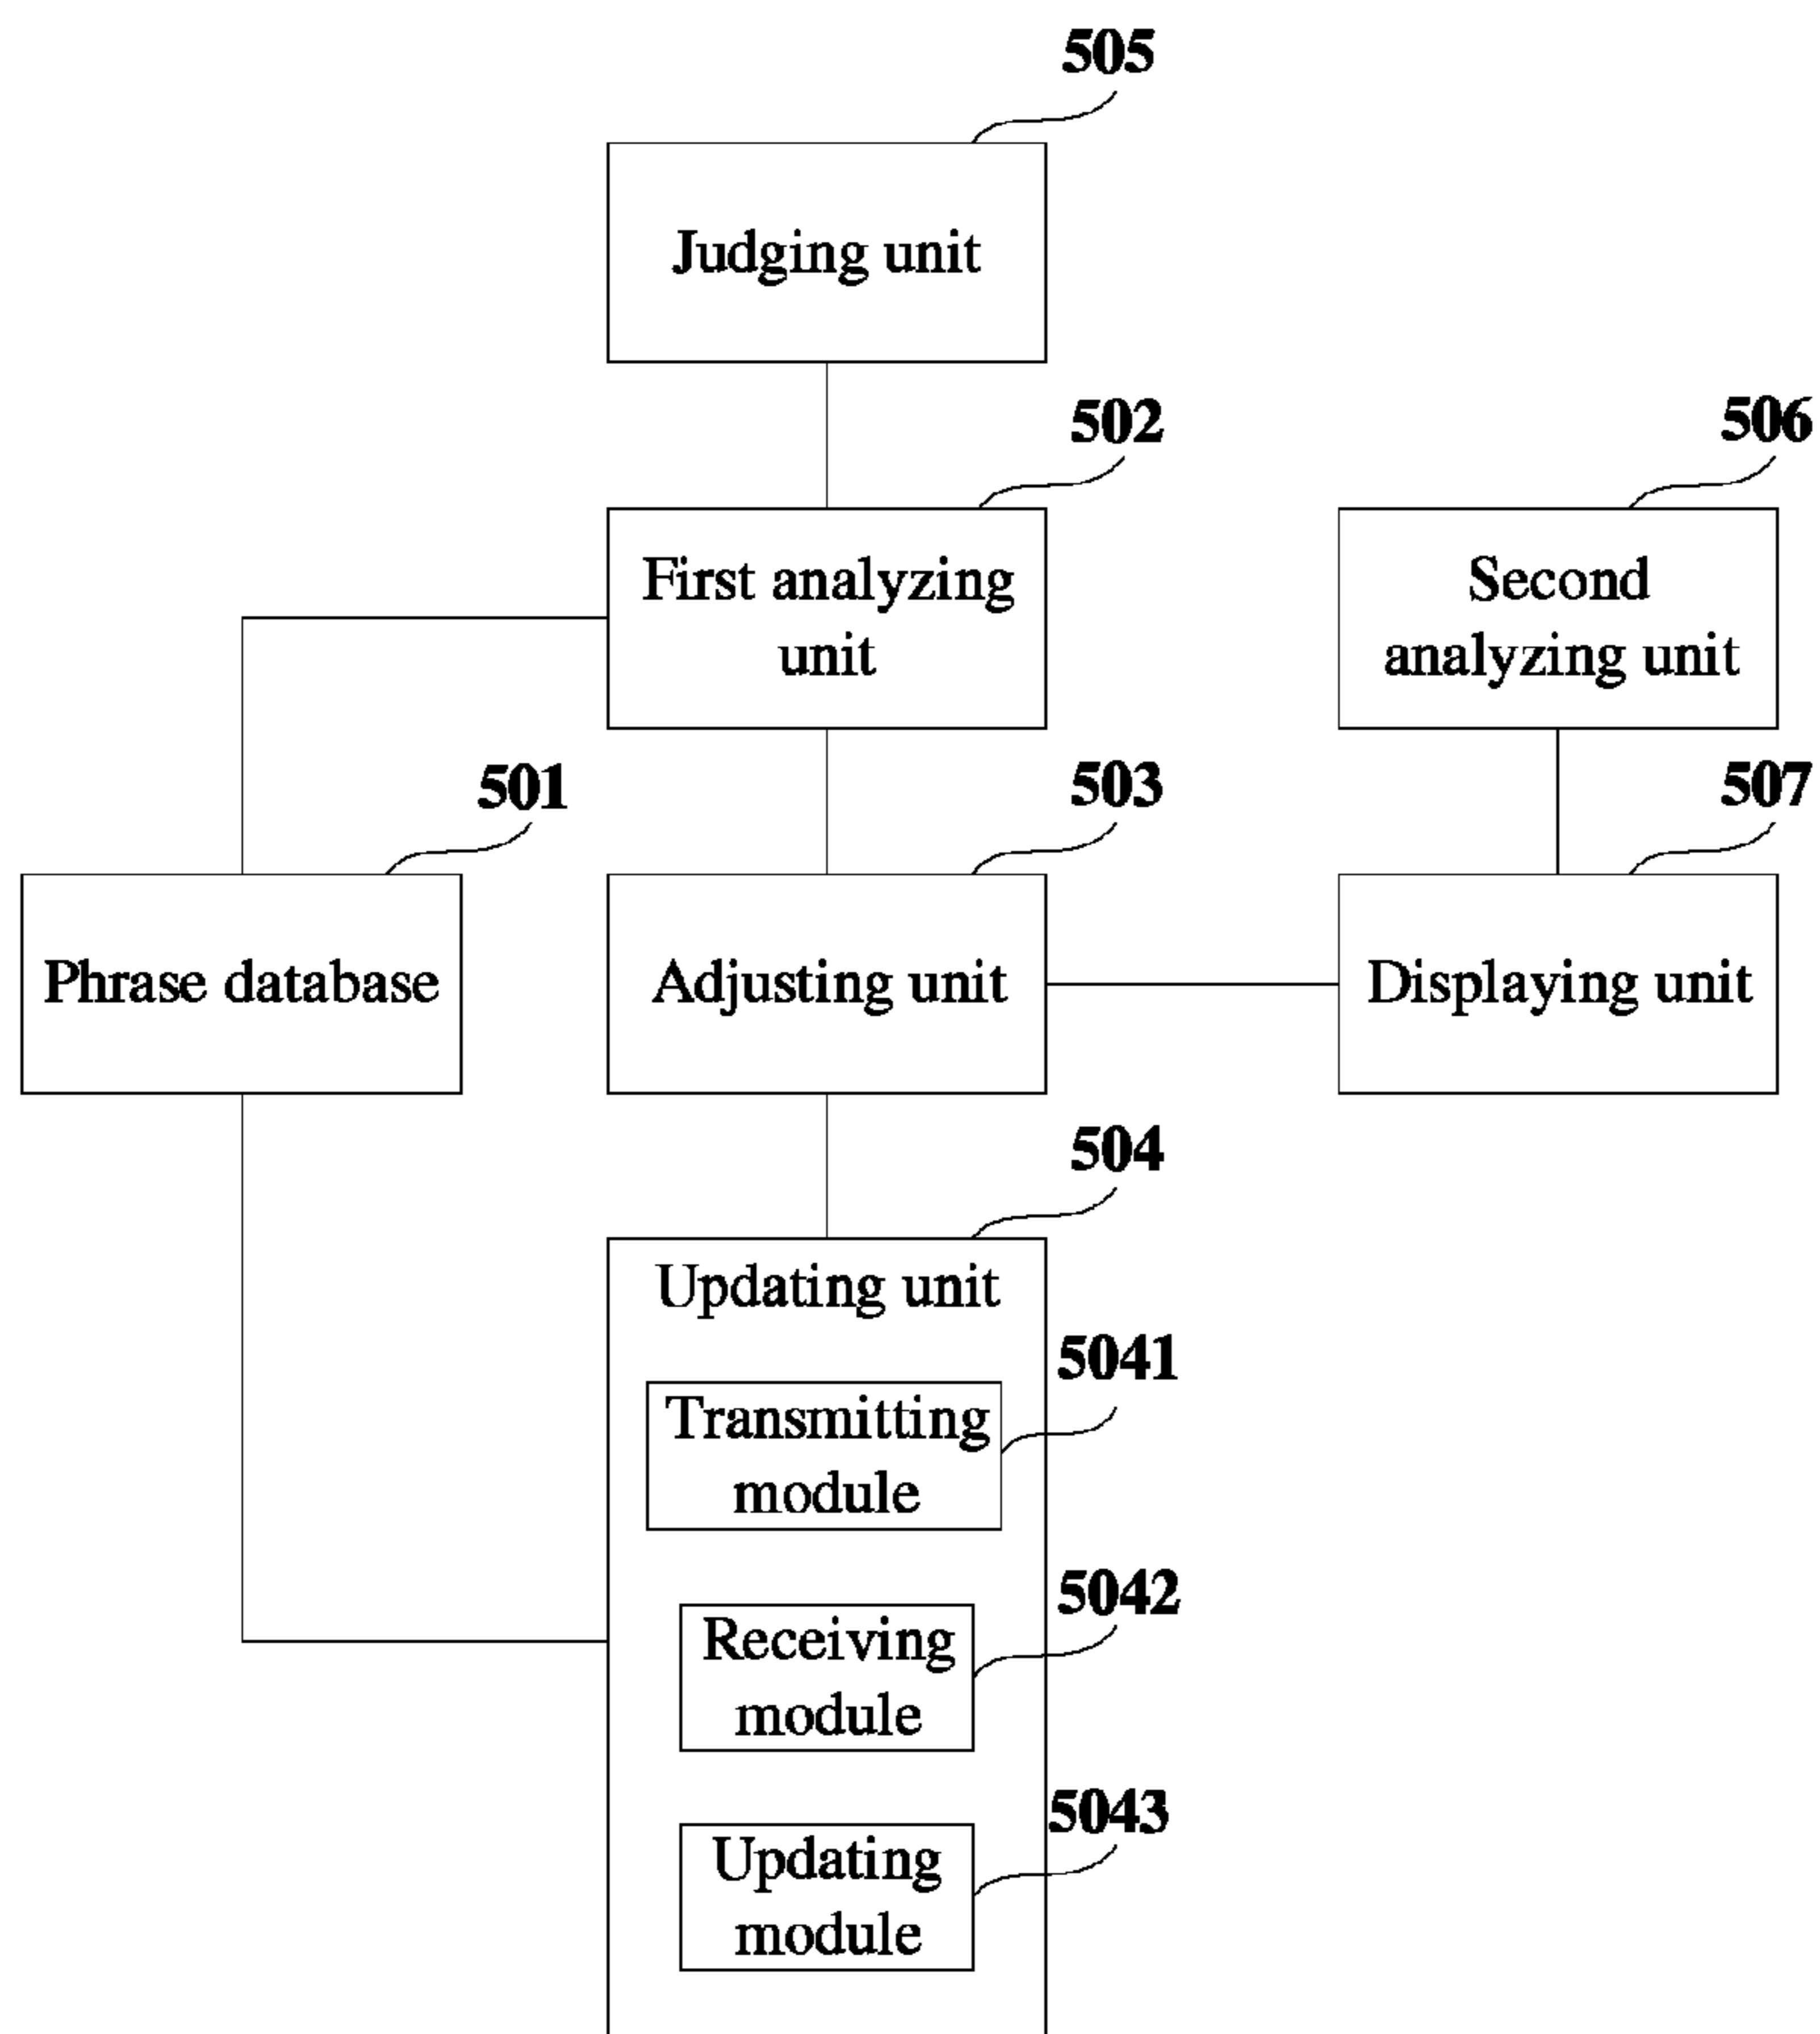 505
Judging unit
502
506
First analyzing
unit
Second
analyzing unit
501
503
507
Phrase database
Adjusting unit
Displaying unit
504
Updating unit
5041
Transmitting
module
5042
Receiving
module
5043
Updating
module